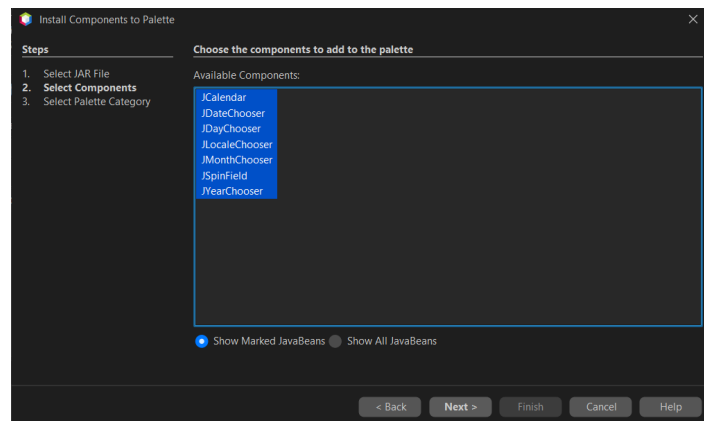 Install Components to Palette
Steps
1. Select JAR File
2. Select Components
3. Select Palette Category
Choose the components to add to the palette
Available Components:
JCalendar
JDateChooser
JDayChooser
JLocaleChooser
JMonthChooser
JSpinField
JYearChooser
Show Marked JavaBeans Show All JavaBeans
< Back Next > Finish Cancel Help